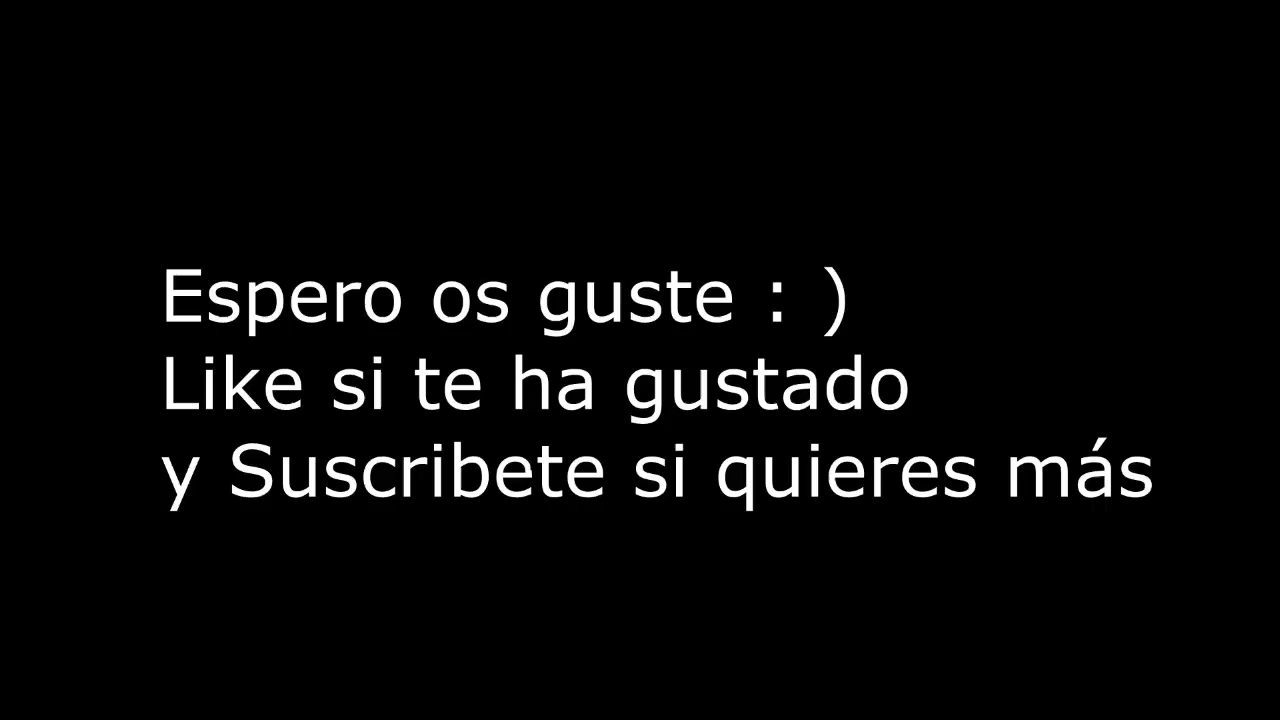 Espero os guste : )
Like si te ha gustado
y Suscribete si quieres más